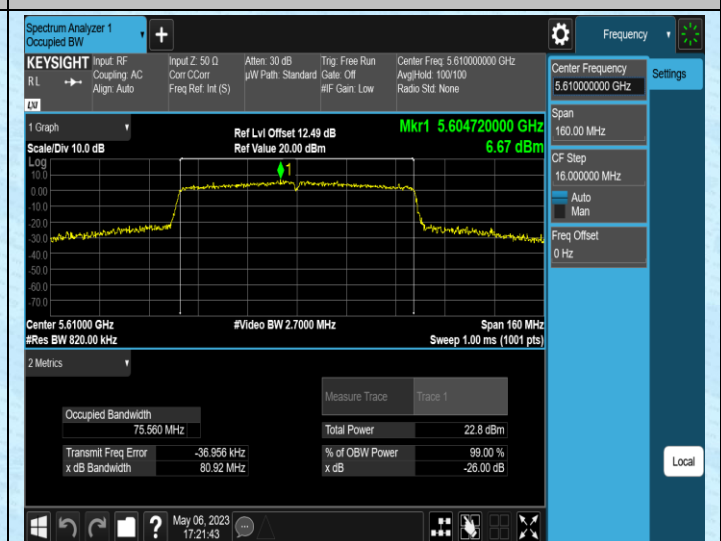 Spectrum Analyzer 1
Occupied BW
+
Frequency
KEYSIGHT
RL
LXI
Input: RF
Coupling: AC
Align: Auto
Input Z: 50 Ω
Corr CCorr
Freq Ref: Int (S)
Atten: 30 dB
µW Path: Standard
Trig: Free Run
Gate: Off
#IF Gain: Low
Center Freq: 5.610000000 GHz
Avg|Hold: 100/100
Radio Std: None
Center Frequency
5.610000000 GHz
Settings
Span
160.00 MHz
CF Step
16.000000 MHz
Auto
Man
Freq Offset
0 Hz
1 Graph
Scale/Div 10.0 dB
Ref Lvl Offset 12.49 dB
Ref Value 20.00 dBm
Mkr1 5.604720000 GHz
6.67 dBm
Log
10.0
0.00
-10.0
-20.0
-30.0
-40.0
-50.0
-60.0
-70.0
1
Center 5.61000 GHz
#Res BW 820.00 kHz
#Video BW 2.7000 MHz
Span 160 MHz
Sweep 1.00 ms (1001 pts)
2 Metrics
Measure Trace Trace 1
Occupied Bandwidth
75.560 MHz
Total Power 22.8 dBm
Transmit Freq Error -36.956 kHz
% of OBW Power 99.00 %
x dB Bandwidth 80.92 MHz
x dB -26.00 dB
Local
?
May 06, 2023
17:21:43